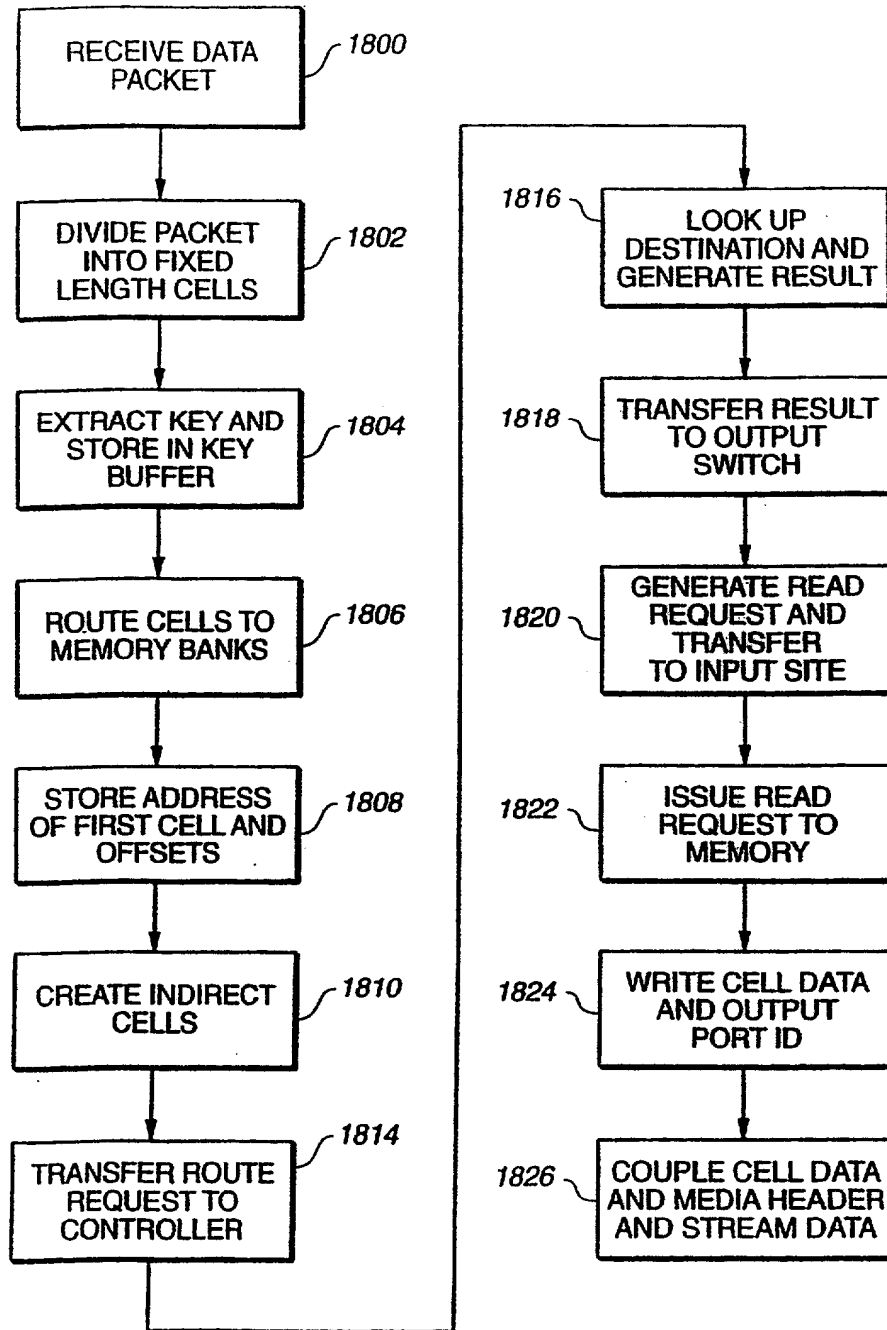 RECEIVE DATA
PACKET
1800
DIVIDE PACKET
INTO FIXED
LENGTH CELLS
1802
EXTRACT KEY AND
STORE IN KEY
BUFFER
1804
ROUTE CELLS TO
MEMORY BANKS
1806
STORE ADDRESS
OF FIRST CELL AND
OFFSETS
1808
CREATE INDIRECT
CELLS
1810
1814
TRANSFER ROUTE
REQUEST TO
CONTROLLER
1816
LOOK UP
DESTINATION AND
GENERATE RESULT
1818
TRANSFER RESULT
TO OUTPUT
SWITCH
1820
GENERATE READ
REQUEST AND
TRANSFER
TO INPUT SITE
1822
ISSUE READ
REQUEST TO
MEMORY
1824
WRITE CELL DATA
AND OUTPUT
PORT ID
1826
COUPLE CELL DATA
AND MEDIA HEADER
AND STREAM DATA